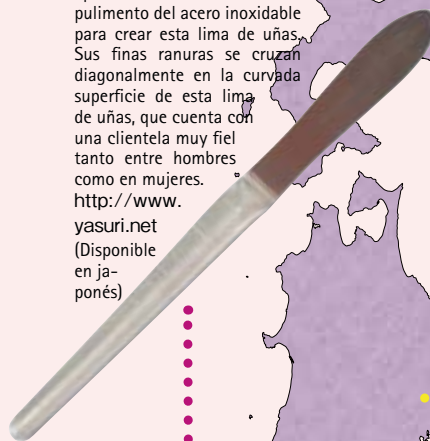 pulimento del acero inoxidable
para crear esta lima de uñas.
Sus finas ranuras se cruzan
diagonalmente en la curvada
superficie de esta lima
de uñas, que cuenta con
una clientela muy fiel
tanto entre hombres
como en mujeres.
http://www.
yasuri.net
(Disponible
en ja-
ponés)